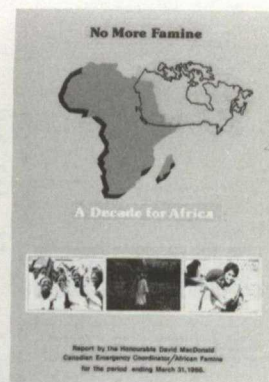 No More Famine
A Decade for Africa
Report by the Honourable David MacDonald
Canadian Emergency Coordinator/African Famine
for the period ending March 31, 1986.